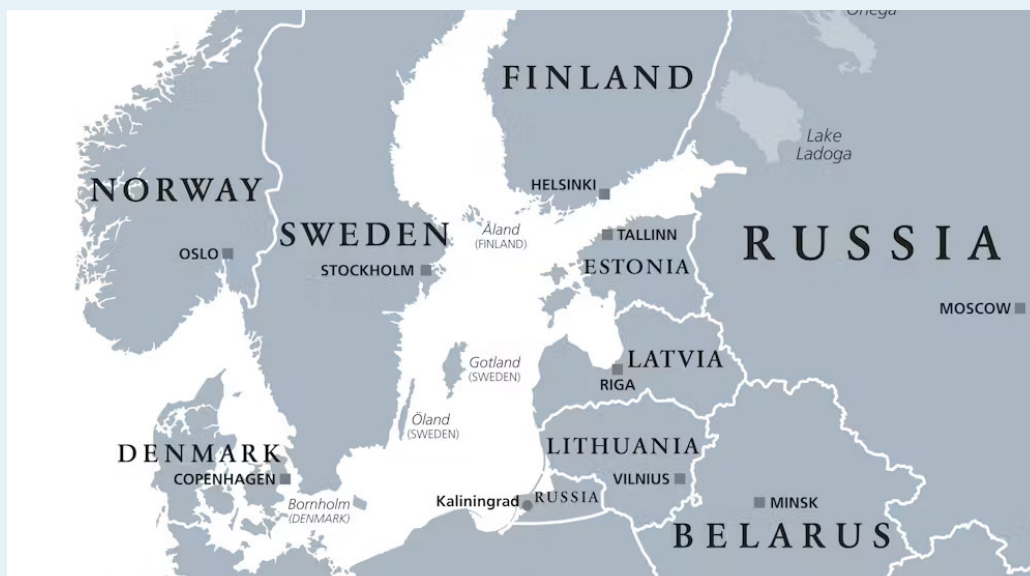 Onega
FINLAND
Lake
Ladoga
HELSINKI
NORWAY
Åland
(FINLAND)
SWEDEN
TALLINN
RUSSIA
OSLO
STOCKHOLM
ESTONIA
MOSCOW
Gotland
(SWEDEN)
LATVIA
RIGA
Öland
(SWEDEN)
DENMARK
LITHUANIA
COPENHAGEN
VILNIUS
Bornholm
(DENMARK)
Kaliningrad
RUSSIA
MINSK
BELARUS